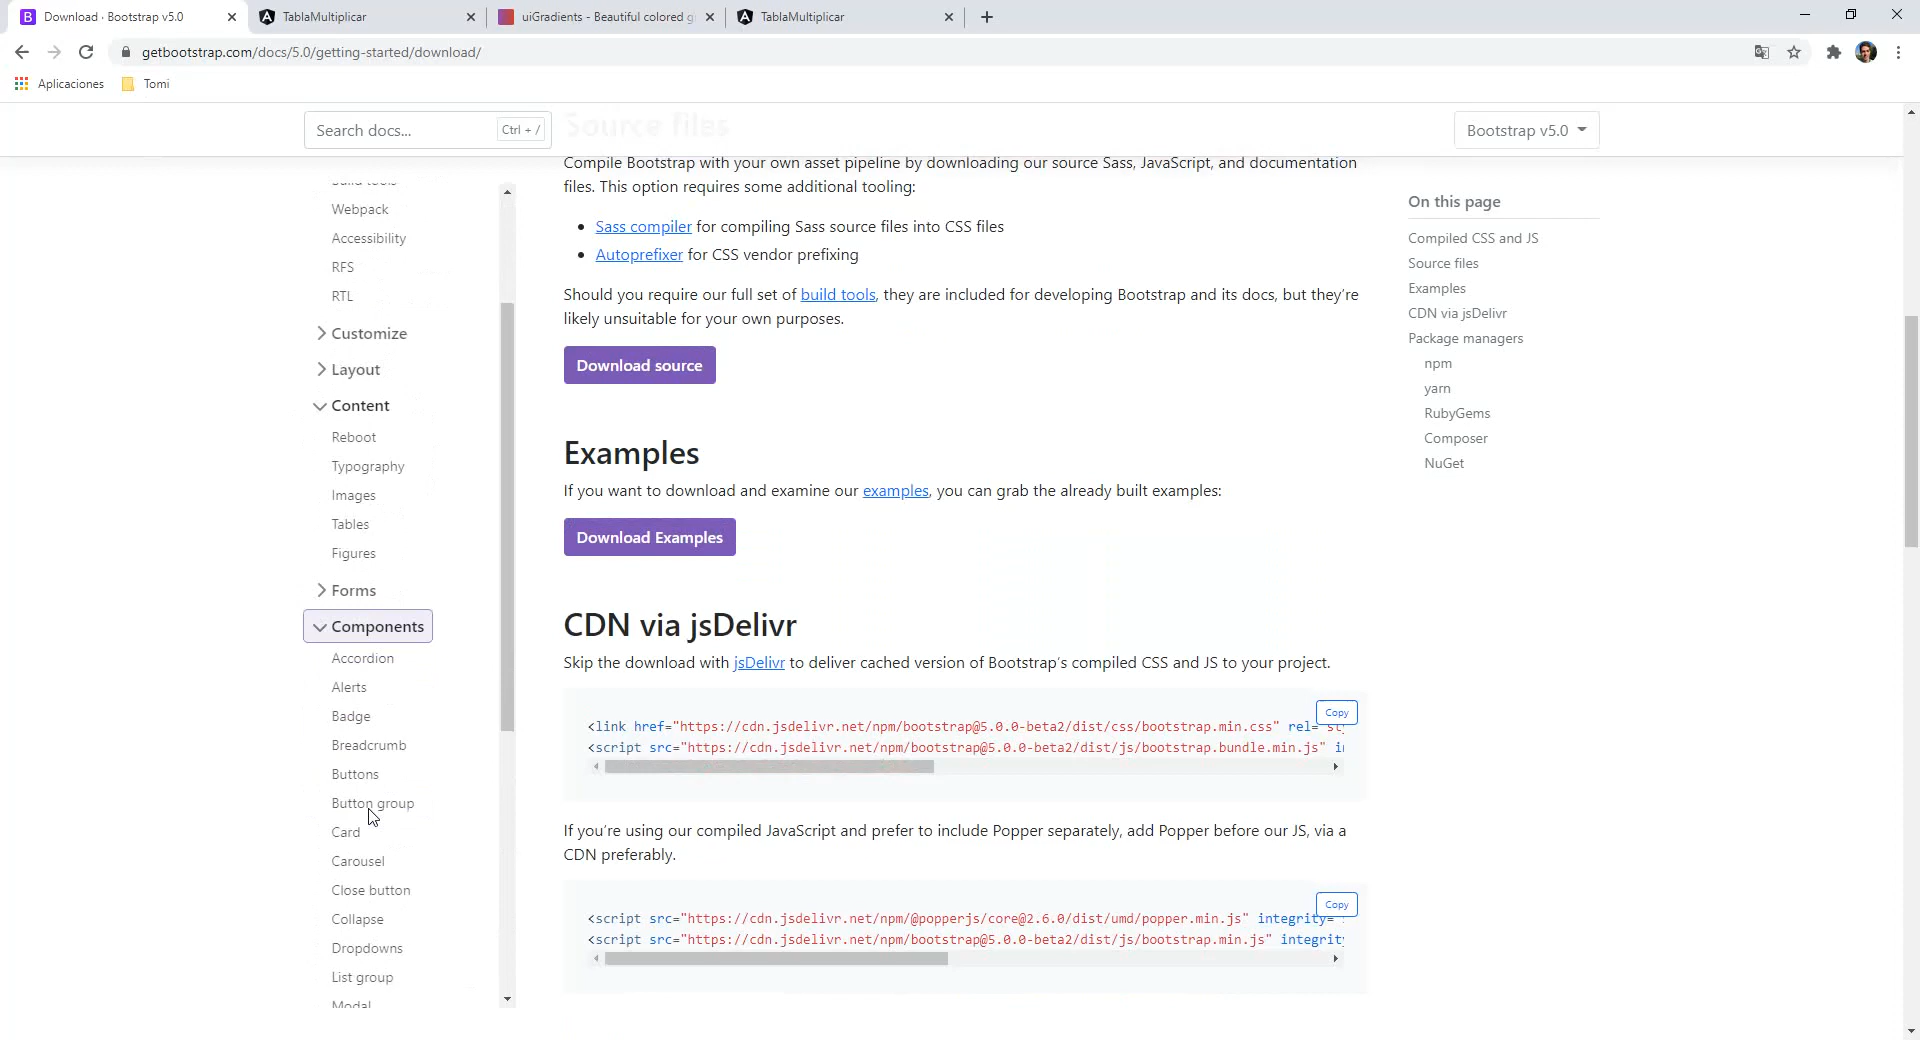 Download · Bootstrap v5.0
TablaMultiplicar
uiGradients - Beautiful colored g
TablaMultiplicar
getbootstrap.com/docs/5.0/getting-started/download/
Aplicaciones
Tomi
Search docs...
Ctrl + /
Bootstrap v5.0
Build tools
Webpack
Accessibility
RFS
RTL
Customize
Layout
Content
Reboot
Typography
Images
Tables
Figures
Forms
Components
Accordion
Alerts
Badge
Breadcrumb
Buttons
Button group
Card
Carousel
Close button
Collapse
Dropdowns
List group
Modal
Source files
Compile Bootstrap with your own asset pipeline by downloading our source Sass, JavaScript, and documentation
files. This option requires some additional tooling:
• Sass compiler for compiling Sass source files into CSS files
• Autoprefixer for CSS vendor prefixing
Should you require our full set of build tools, they are included for developing Bootstrap and its docs, but they're
likely unsuitable for your own purposes.
Download source
Examples
If you want to download and examine our examples, you can grab the already built examples:
Download Examples
CDN via jsDelivr
Skip the download with jsDelivr to deliver cached version of Bootstrap's compiled CSS and JS to your project.
Copy
<link href="https://cdn.jsdelivr.net/npm/bootstrap@5.0.0-beta2/dist/css/bootstrap.min.css" rel="st
<script src="https://cdn.jsdelivr.net/npm/bootstrap@5.0.0-beta2/dist/js/bootstrap.bundle.min.js" i
If you're using our compiled JavaScript and prefer to include Popper separately, add Popper before our JS, via a
CDN preferably.
Copy
<script src="https://cdn.jsdelivr.net/npm/@popperjs/core@2.6.0/dist/umd/popper.min.js" integrity=
<script src="https://cdn.jsdelivr.net/npm/bootstrap@5.0.0-beta2/dist/js/bootstrap.min.js" integrity
On this page
Compiled CSS and JS
Source files
Examples
CDN via jsDelivr
Package managers
npm
yarn
RubyGems
Composer
NuGet